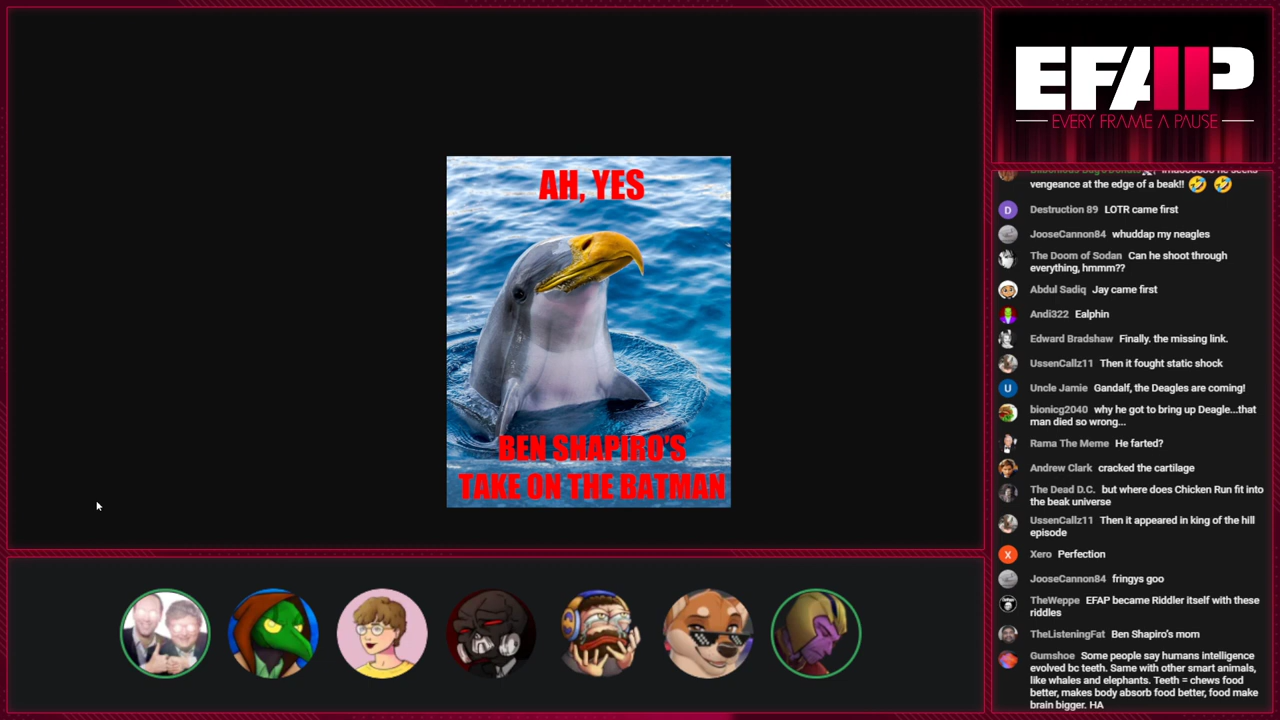 AH, YES
BEN SHAPIRO'S
TAKE ON THE BATMAN
EFAP
EVERY FRAME A PAUSE
vengeance at the edge of a beak!! 🤣 🤣
D
Destruction 89 LOTR came first
JooseCannon84 whuddap my neagles
The Doom of Sodan Can he shoot through
everything, hmmm??
Abdul Sadiq Jay came first
Andi322 Ealphin
Edward Bradshaw Finally. the missing link.
UssenCallz11 Then it fought static shock
U
Uncle Jamie Gandalf, the Deagles are coming!
bionicg2040 why he got to bring up Deagle...that
man died so wrong...
Rama The Meme He farted?
Andrew Clark cracked the cartilage
The Dead D.C. but where does Chicken Run fit into
the beak universe
UssenCallz11 Then it appeared in king of the hill
episode
X
Xero Perfection
JooseCannon84 fringys goo
TheWeppe EFAP became Riddler itself with these
riddles
TheListeningFat Ben Shapiro's mom
Gumshoe Some people say humans intelligence
evolved bc teeth. Same with other smart animals,
like whales and elephants. Teeth = chews food
better, makes body absorb food better, food make
brain bigger. HA